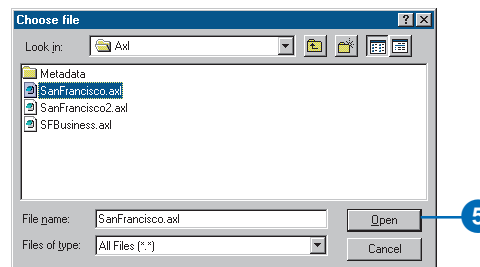 Choose file
Look in: Axl
Metadata
SanFrancisco.axl
SanFrancisco2.axl
SFBusiness.axl
File name: SanFrancisco.axl Open 5
Files of type: All Files (*.*) Cancel